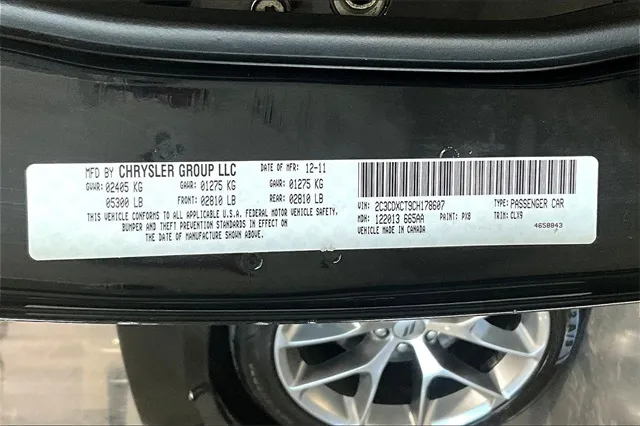 MFD BY CHRYSLER GROUP LLC DATE OF MFR: 12-11
GVWR: 02405 KG GAWR: 01275 KG GAWR: 01275 KG
05300 LB FRONT: 02810 LB REAR: 02810 LB
THIS VEHICLE CONFORMS TO ALL APPLICABLE U.S.A. FEDERAL MOTOR VEHICLE SAFETY,
BUMPER AND THEFT PREVENTION STANDARDS IN EFFECT ON
THE DATE OF MANUFACTURE SHOWN ABOVE.
VIN: 2C3CDXCT9CH178607 TYPE: PASSENGER CAR
MDH: 122013 665AA PAINT: PX8 TRIM: CLX9
VEHICLE MADE IN CANADA 4658843